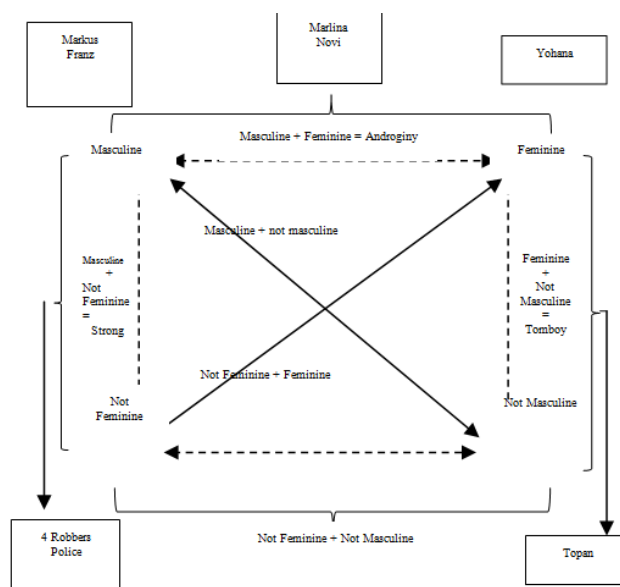 Markus
Franz
Marlina
Novi
Yohana
Masculine + Feminine = Androginy
Masculine
Feminine
Masculine + not masculine
Masculine
+
Not
Feminine
=
Strong
Feminine
+
Not
Masculine
=
Tomboy
Not Feminine + Feminine
Not
Feminine
Not Masculine
4 Robbers
Police
Not Feminine + Not Masculine
Topan